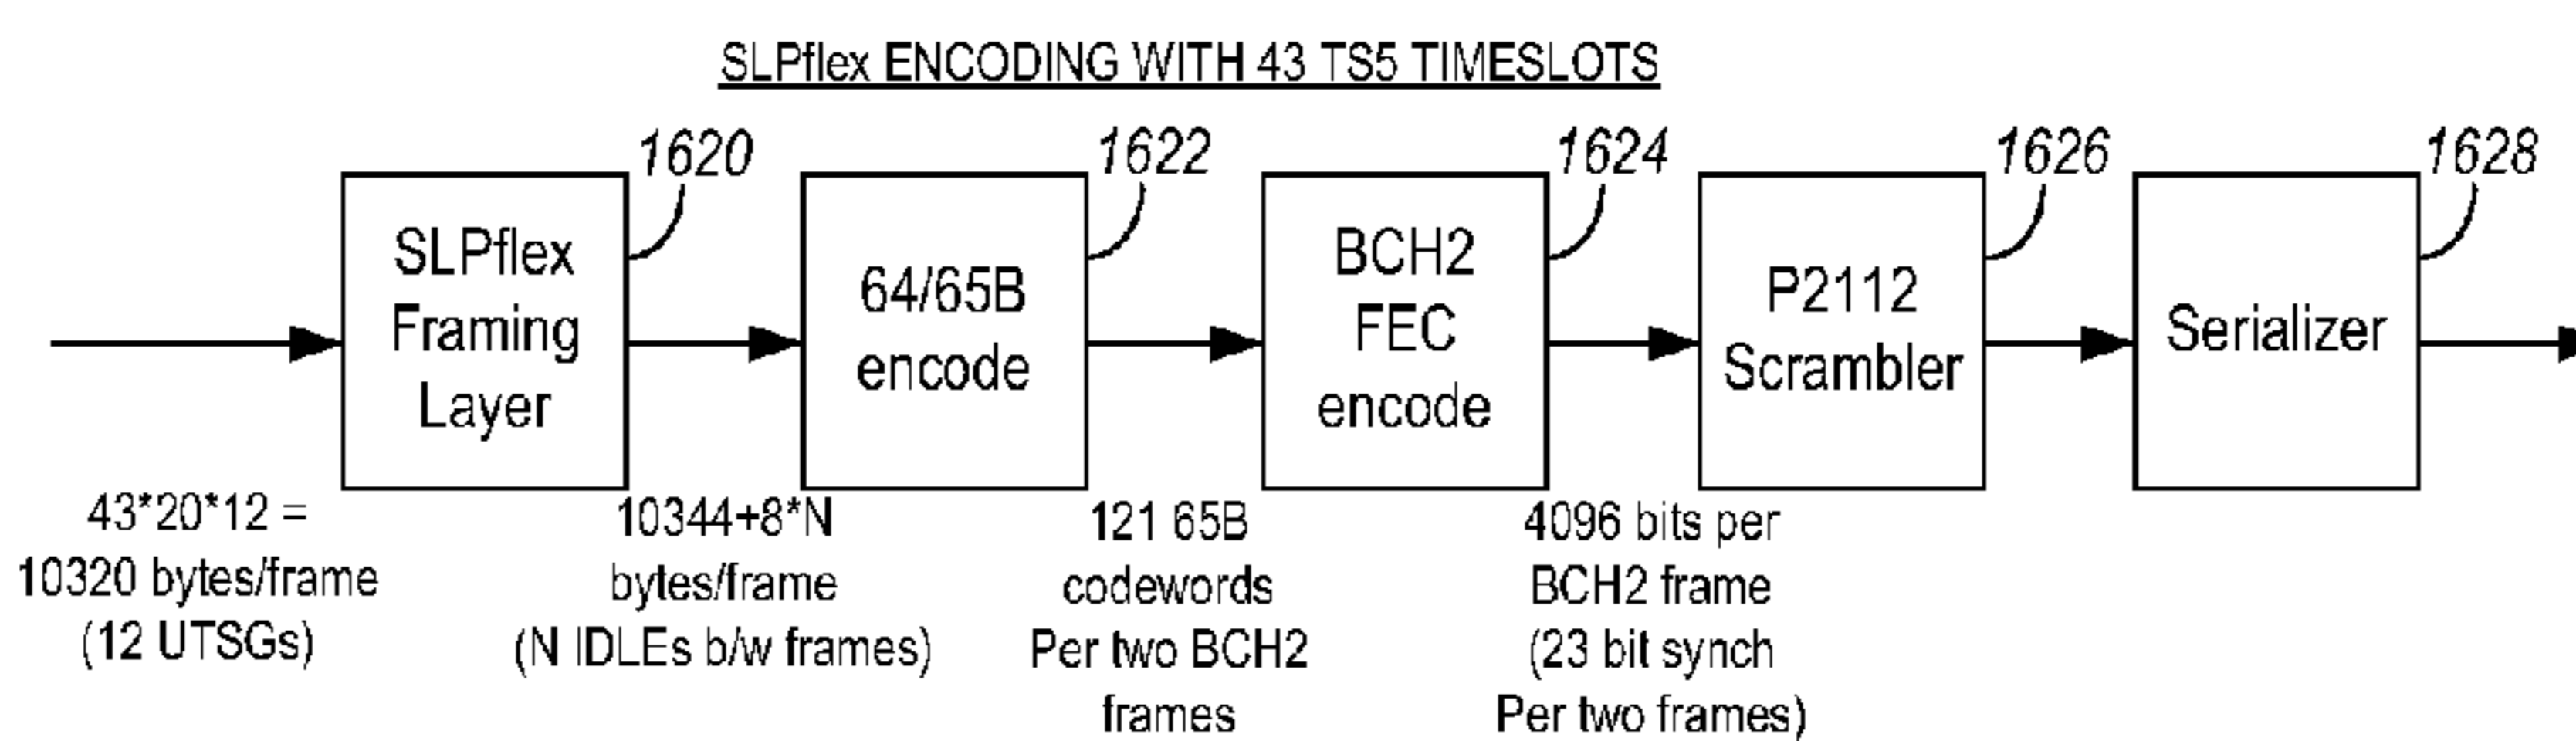 SLPflex ENCODING WITH 43 TS5 TIMESLOTS
1620
1622
1624
1626
1628
SLPflex
Framing
Layer
64/65B
encode
BCH2
FEC
encode
P2112
Scrambler
Serializer
43*20*12 =
10320 bytes/frame
(12 UTSGs)
10344+8*N
bytes/frame
(N IDLEs b/w frames)
121 65B
codewords
Per two BCH2
frames
4096 bits per
BCH2 frame
(23 bit synch
Per two frames)